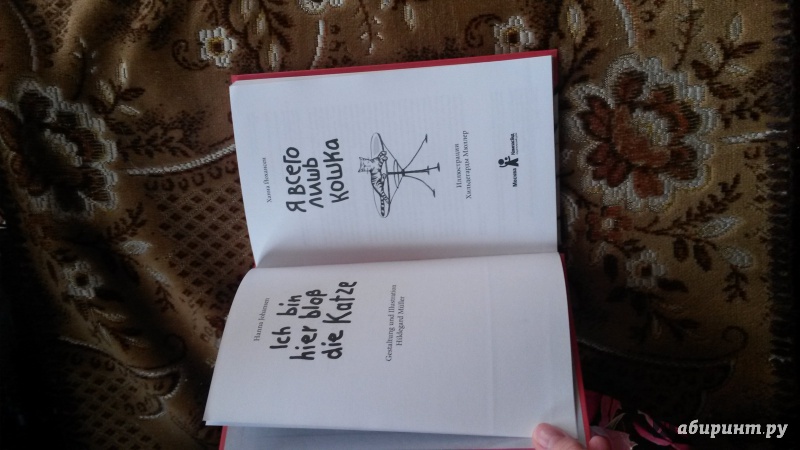 Hanna Johansen
Ich bin
hier bloß
die Katze
Gestaltung und Illustration
Hildegard Müller
Ханна Йохансен
Я всего
лишь
кошка
Иллюстрации
Хильдегарды Мюллер
Москва
абиринт.ру